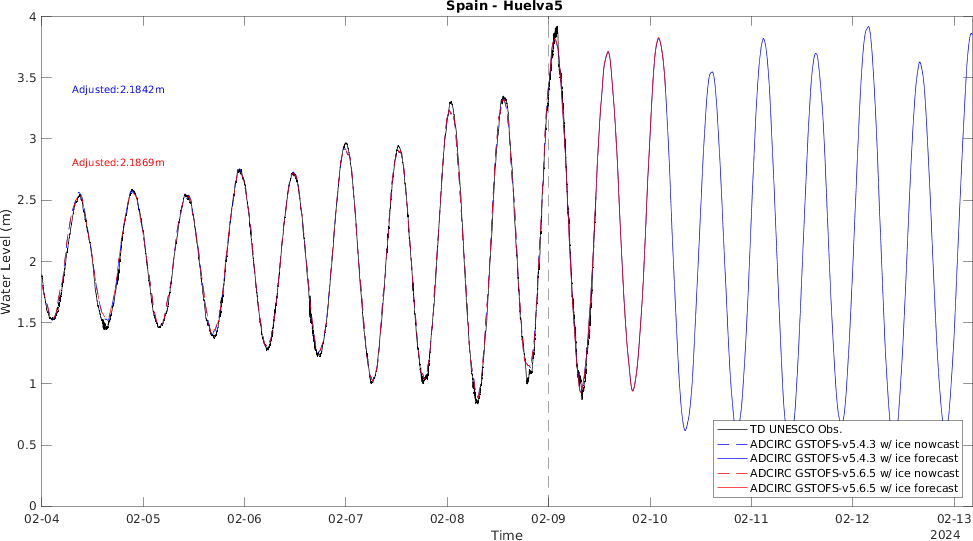 Spain - Huelva5
4
3.5
3
2.5
2
1.5
1
0.5
0
Water Level (m)
Adjusted:2.1842m
Adjusted:2.1869m
TD UNESCO Obs.
ADCIRC GSTOFS-v5.4.3 w/ ice nowcast
ADCIRC GSTOFS-v5.4.3 w/ ice forecast
ADCIRC GSTOFS-v5.6.5 w/ ice nowcast
ADCIRC GSTOFS-v5.6.5 w/ ice forecast
02-04 02-05 02-06 02-07 02-08 02-09 02-10 02-11 02-12 02-13
Time
2024